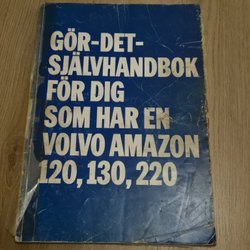 GÖR-DET-
SJÄLVHANDBOK
FÖR DIG
SOM HAR EN
VOLVO AMAZON
120, 130, 220